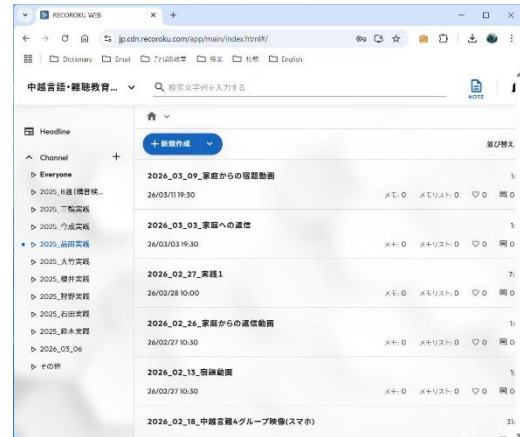 RECOROKU WEB
jp.cdn.recoroku.com/app/main/index.html#/
Dictionary
Email
授業
English
検索文字列を入力する
NOTE
Headline
Channel
Everyone
2025_三輪実践
2025_今成実践
2025_品田実践
2025_大竹実践
2025_櫻井実践
2025_狩野実践
2025_石田実践
2025_鈴木実践
2026_03_06
その他
新規作成
並び替え
2026_03_09_家庭からの宿題動画
26/03/11 19:30
メモ: 0 メモリスト: 0 0 0
2026_03_03_家庭への返信
26/03/03 19:30
メモ: 0 メモリスト: 0 0 0
2026_02_27_実践1
26/02/28 10:00
メモ: 0 メモリスト: 0 0 0
2026_02_26_家庭からの返信動画
26/02/27 10:30
メモ: 0 メモリスト: 0 0 0
2026_02_13_宿題動画
26/02/27 10:30
メモ: 0 メモリスト: 0 0 0
2026_02_18_中越言難4グループ映像(スマホ)